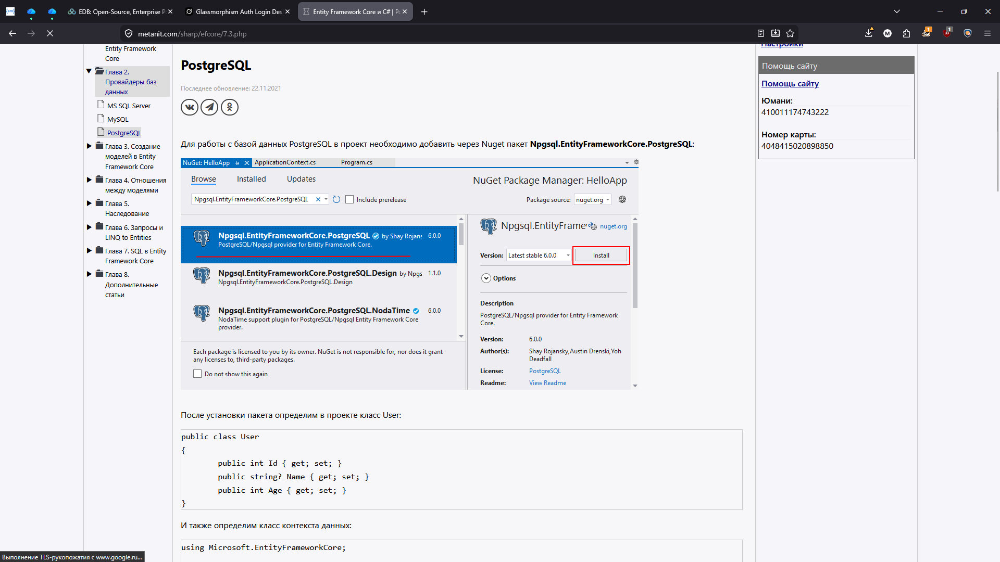 EDB: Open-Source, Enterprise P
Glassmorphism Auth Login Des
Entity Framework Core и C# | Po
metanit.com/sharp/efcore/7.3.php
1
1
Entity Framework
Core
Глава 2.
Провайдеры баз
данных
MS SQL Server
MySQL
PostgreSQL
Глава 3. Создание
моделей в Entity
Framework Core
Глава 4. Отношения
между моделями
Глава 5.
Наследование
Глава 6. Запросы и
LINQ to Entities
Глава 7. SQL в Entity
Framework Core
Глава 8.
Дополнительные
статьи
PostgreSQL
Последнее обновление: 22.11.2021
Для работы с базой данных PostgreSQL в проект необходимо добавить через Nuget пакет Npgsql.EntityFrameworkCore.PostgreSQL:
NuGet: HelloApp
ApplicationContext.cs
Program.cs
Browse
Installed
Updates
NuGet Package Manager: HelloApp
Npgsql.EntityFrameworkCore.PostgreSQL
Include prerelease
Package source: nuget.org
Npgsql.EntityFrameworkCore.PostgreSQL by Shay Rojans 6.0.0
PostgreSQL/Npgsql provider for Entity Framework Core.
Npgsql.EntityFrameworkCore.PostgreSQL.Design by Npgs 1.1.0
Npgsql.EntityFrameworkCore.PostgreSQL.Design
Npgsql.EntityFrameworkCore.PostgreSQL.NodaTime 6.0.0
NodaTime support plugin for PostgreSQL/Npgsql Entity Framework Core
provider.
Each package is licensed to you by its owner. NuGet is not responsible for, nor does it grant
any licenses to, third-party packages.
Do not show this again
Npgsql.EntityFrame
nuget.org
Version: Latest stable 6.0.0
Install
Options
Description
PostgreSQL/Npgsql provider for Entity Framework
Core.
Version: 6.0.0
Author(s): Shay Rojansky,Austin Drenski,Yoh
Deadfall
License: PostgreSQL
Readme: View Readme
После установки пакета определим в проекте класс User:
public class User
{
public int Id { get; set; }
public string? Name { get; set; }
public int Age { get; set; }
}
И также определим класс контекста данных:
using Microsoft.EntityFrameworkCore;
Настройки
Помощь сайту
Помощь сайту
Юмани:
410011174743222
Номер карты:
4048415020898850
Выполнение TLS-рукопожатия с www.google.ru...